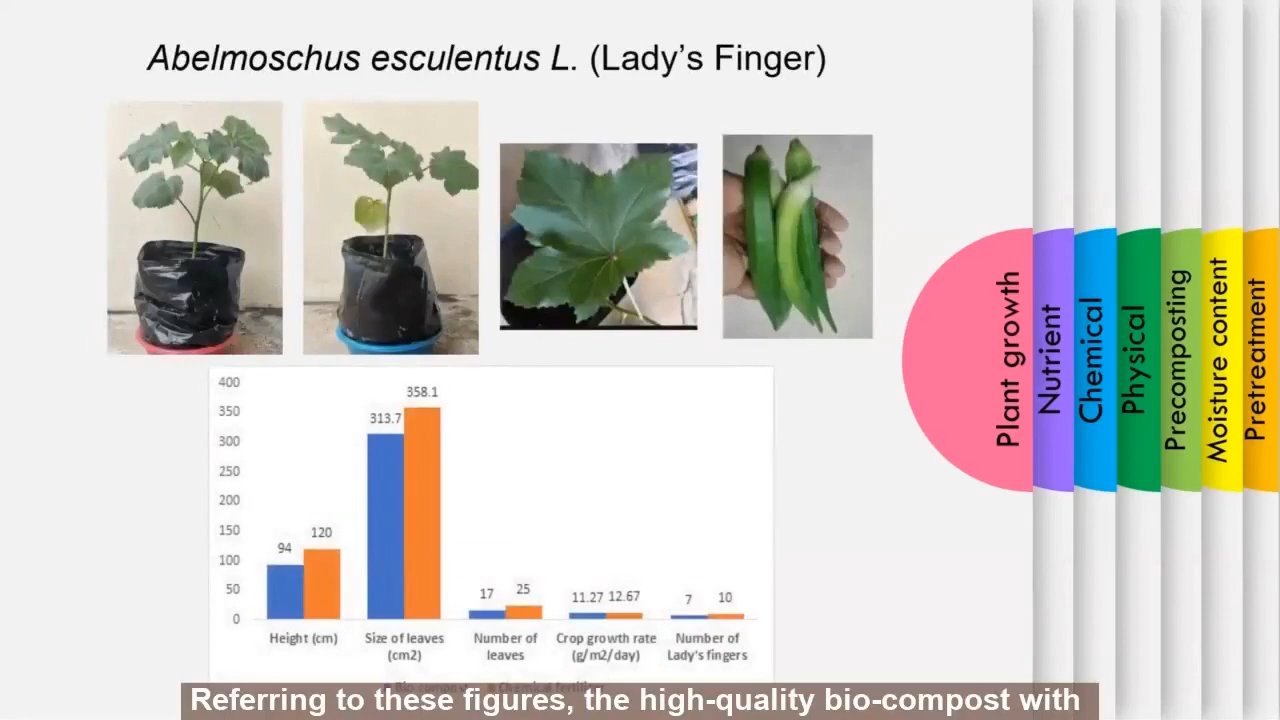 Abelmoschus esculentus L. (Lady's Finger)
400
350
300
250
200
150
100
50
0
94
120
313.7
358.1
17
25
11.27
12.67
7
10
Height (cm)
Size of leaves
(cm2)
Number of
leaves
Crop growth rate
(g/m2/day)
Number of
Lady's fingers
Plant growth
Nutrient
Chemical
Physical
Precomposting
Moisture content
Pretreatment
Referring to these figures, the high-quality bio-compost with